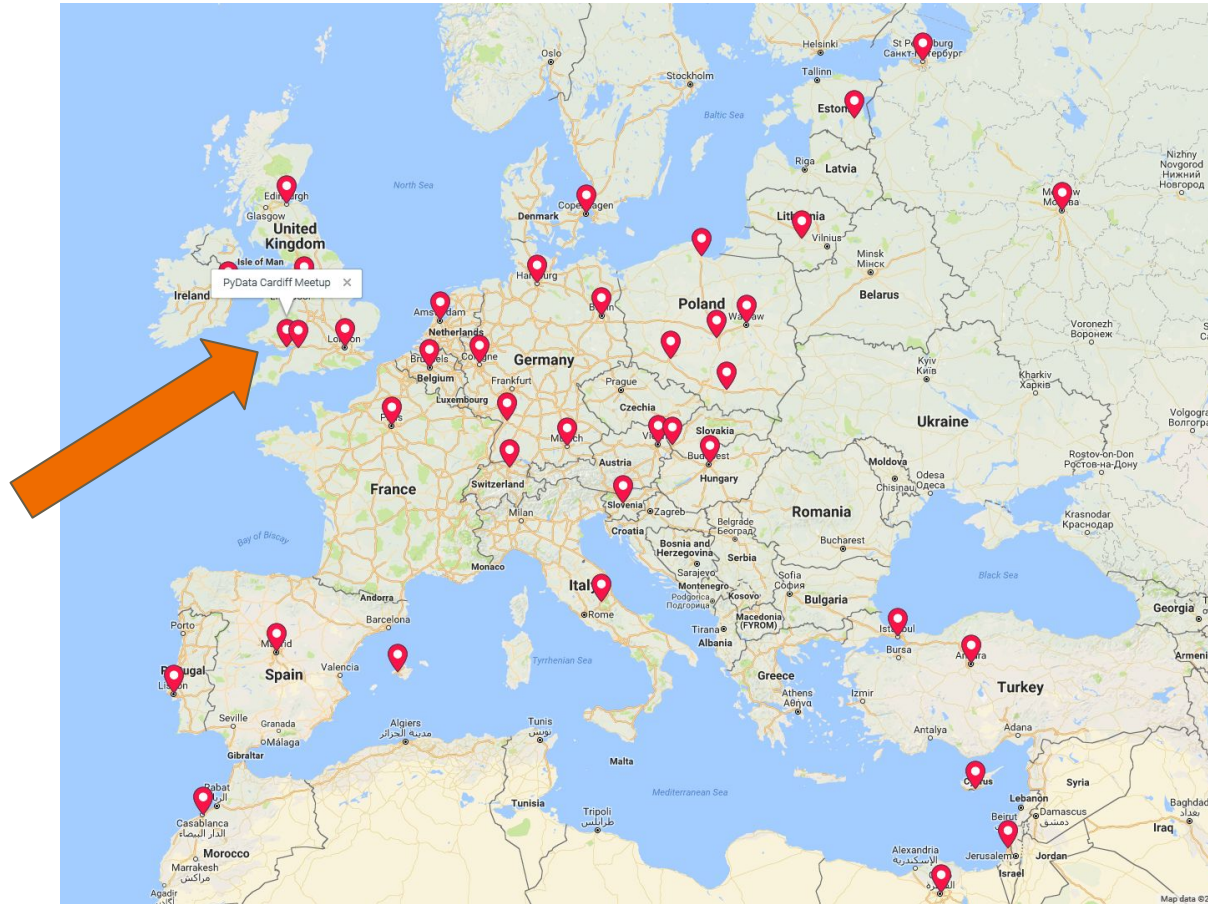 Oslo
Helsinki
St Petersburg
Санкт-Петербург
Stockholm
Tallinn
Estonia
Baltic Sea
Riga
Latvia
Nizhny
Novgorod
Нижний
Новгород
North Sea
Edinburgh
Glasgow
United
Kingdom
Isle of Man
Denmark
Copenhagen
Lithuania
Vilnius
Moscow
Москва
Minsk
Мінск
Belarus
PyData Cardiff Meetup ×
Ireland
Hamburg
Berlin
Poland
Warsaw
Amsterdam
Netherlands
London
Brussels
Belgium
Cologne
Germany
Frankfurt
Luxembourg
Prague
Czechia
Voronezh
Воронеж
Kyiv
Київ
Kharkiv
Харків
Ukraine
Paris
Munich
Vienna
Slovakia
Budapest
Austria
Hungary
Switzerland
France
Milan
Slovenia
Zagreb
Croatia
Moldova
Chisinau
Odesa
Одеса
Rostov-on-Don
Ростов-на-Дону
Krasnodar
Краснодар
Romania
Belgrade
Београд
Bucharest
Bay of Biscay
Monaco
Bosnia and
Herzegovina
Serbia
Sarajevo
Montenegro
Podgorica
Подгорица
Kosovo
Sofia
София
Bulgaria
Black Sea
Georgia
Andorra
Italy
Rome
Macedonia
(FYROM)
Tirana
Albania
Porto
Barcelona
Madrid
Portugal
Lisbon
Spain
Valencia
Tyrrhenian Sea
Istanbul
Bursa
Ankara
Greece
Izmir
Turkey
Athens
Αθήνα
Seville
Granada
Málaga
Gibraltar
Algiers
مدينة الجزائر
Tunis
تونس
Antalya
Adana
Malta
Mediterranean Sea
Cyprus
Syria
Rabat
Casablanca
الدار البيضاء
Morocco
Marrakesh
مراكش
Agadir
Tunisia
Tripoli
طرابلس
Lebanon
Beirut
Damascus
دمشق
Baghdad
بغداد
Iraq
Alexandria
الإسكندرية
Jerusalem
Jordan
Israel
Map data ©2